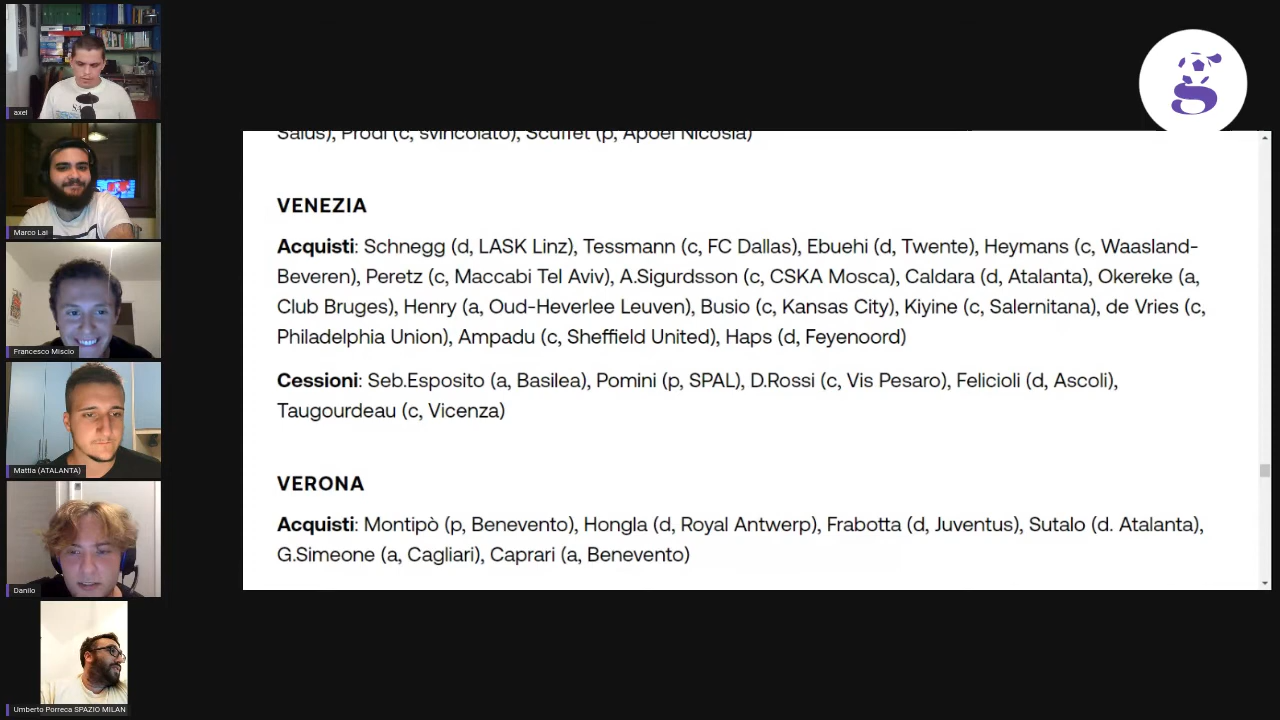 axel
Marco Lai
Francesco Miscio
Mattia (ATALANTA)
Danilo
Umberto Porreca SPAZIO MILAN
Salus), Prodi (c, svincolato), Scuffet (p, Apoel Nicosia)
VENEZIA
Acquisti: Schnegg (d, LASK Linz), Tessmann (c, FC Dallas), Ebuehi (d, Twente), Heymans (c, Waasland-
Beveren), Peretz (c, Maccabi Tel Aviv), A.Sigurdsson (c, CSKA Mosca), Caldara (d, Atalanta), Okereke (a,
Club Bruges), Henry (a, Oud-Heverlee Leuven), Busio (c, Kansas City), Kiyine (c, Salernitana), de Vries (c,
Philadelphia Union), Ampadu (c, Sheffield United), Haps (d, Feyenoord)
Cessioni: Seb.Esposito (a, Basilea), Pomini (p, SPAL), D.Rossi (c, Vis Pesaro), Felicioli (d, Ascoli),
Taugourdeau (c, Vicenza)
VERONA
Acquisti: Montipò (p, Benevento), Hongla (d, Royal Antwerp), Frabotta (d, Juventus), Sutalo (d. Atalanta),
G.Simeone (a, Cagliari), Caprari (a, Benevento)